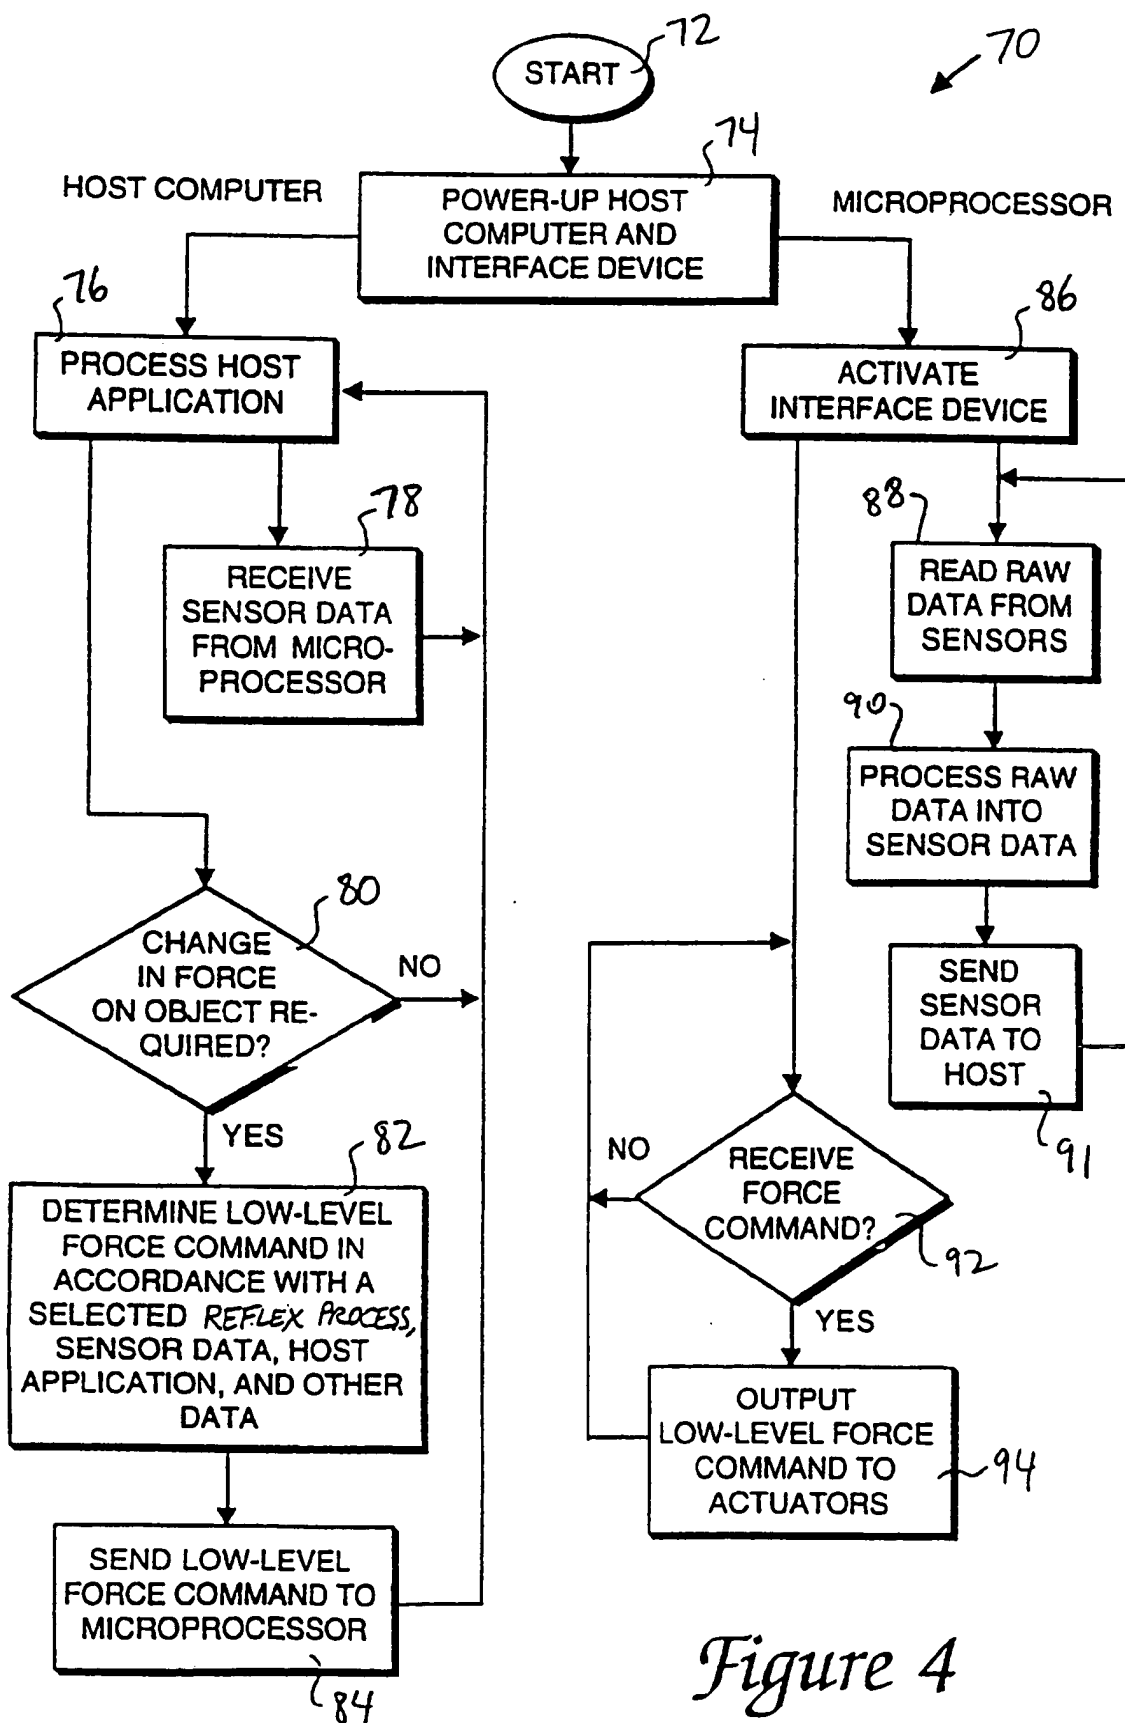 72
START
70
74
HOST COMPUTER
POWER-UP HOST
COMPUTER AND
INTERFACE DEVICE
MICROPROCESSOR
76
PROCESS HOST
APPLICATION
86
ACTIVATE
INTERFACE DEVICE
78
RECEIVE
SENSOR DATA
FROM MICRO-
PROCESSOR
88
READ RAW
DATA FROM
SENSORS
90
PROCESS RAW
DATA INTO
SENSOR DATA
80
CHANGE
IN FORCE
ON OBJECT RE-
QUIRED?
NO
YES
SEND
SENSOR
DATA TO
HOST
91
82
DETERMINE LOW-LEVEL
FORCE COMMAND IN
ACCORDANCE WITH A
SELECTED REFLEX PROCESS,
SENSOR DATA, HOST
APPLICATION, AND OTHER
DATA
NO
RECEIVE
FORCE
COMMAND?
92
YES
OUTPUT
LOW-LEVEL FORCE
COMMAND TO
ACTUATORS
94
SEND LOW-LEVEL
FORCE COMMAND TO
MICROPROCESSOR
84
Figure 4